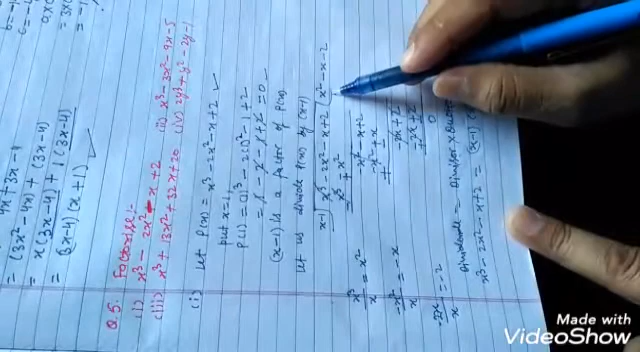 4x + 3x - 4
= (3x² - 4x) + (3x - 4)
= x(3x - 4) + 1(3x - 4)
= (3x - 4)(x + 1)
Q.5. Factorise:-
(i) x³ - 2x² - x + 2 (ii) x³ - 3x² - 9x - 5
(iii) x³ + 13x² + 32x + 20 (iv) 2y³ + y² - 2y - 1
(i) Let P(x) = x³ - 2x² - x + 2
put x = 1,
P(1) = (1)³ - 2(1)² - 1 + 2
= 1 - 2 - 1 + 2 = 0
(x-1) is a factor of P(x)
Let us divide P(x) by (x-1)
x-1 x³ - 2x² - x + 2 x² - x - 2
x³ - x²
- +
x³/x = x²
-x² - x + 2
-x² + x
+ -
-x²/x = -x
-2x + 2
-2x + 2
+ -
0
-2x/x = -2
Dividend = Divisor × Quotient
x³ - 2x² - x + 2 = (x-1)
Made with
VideoShow